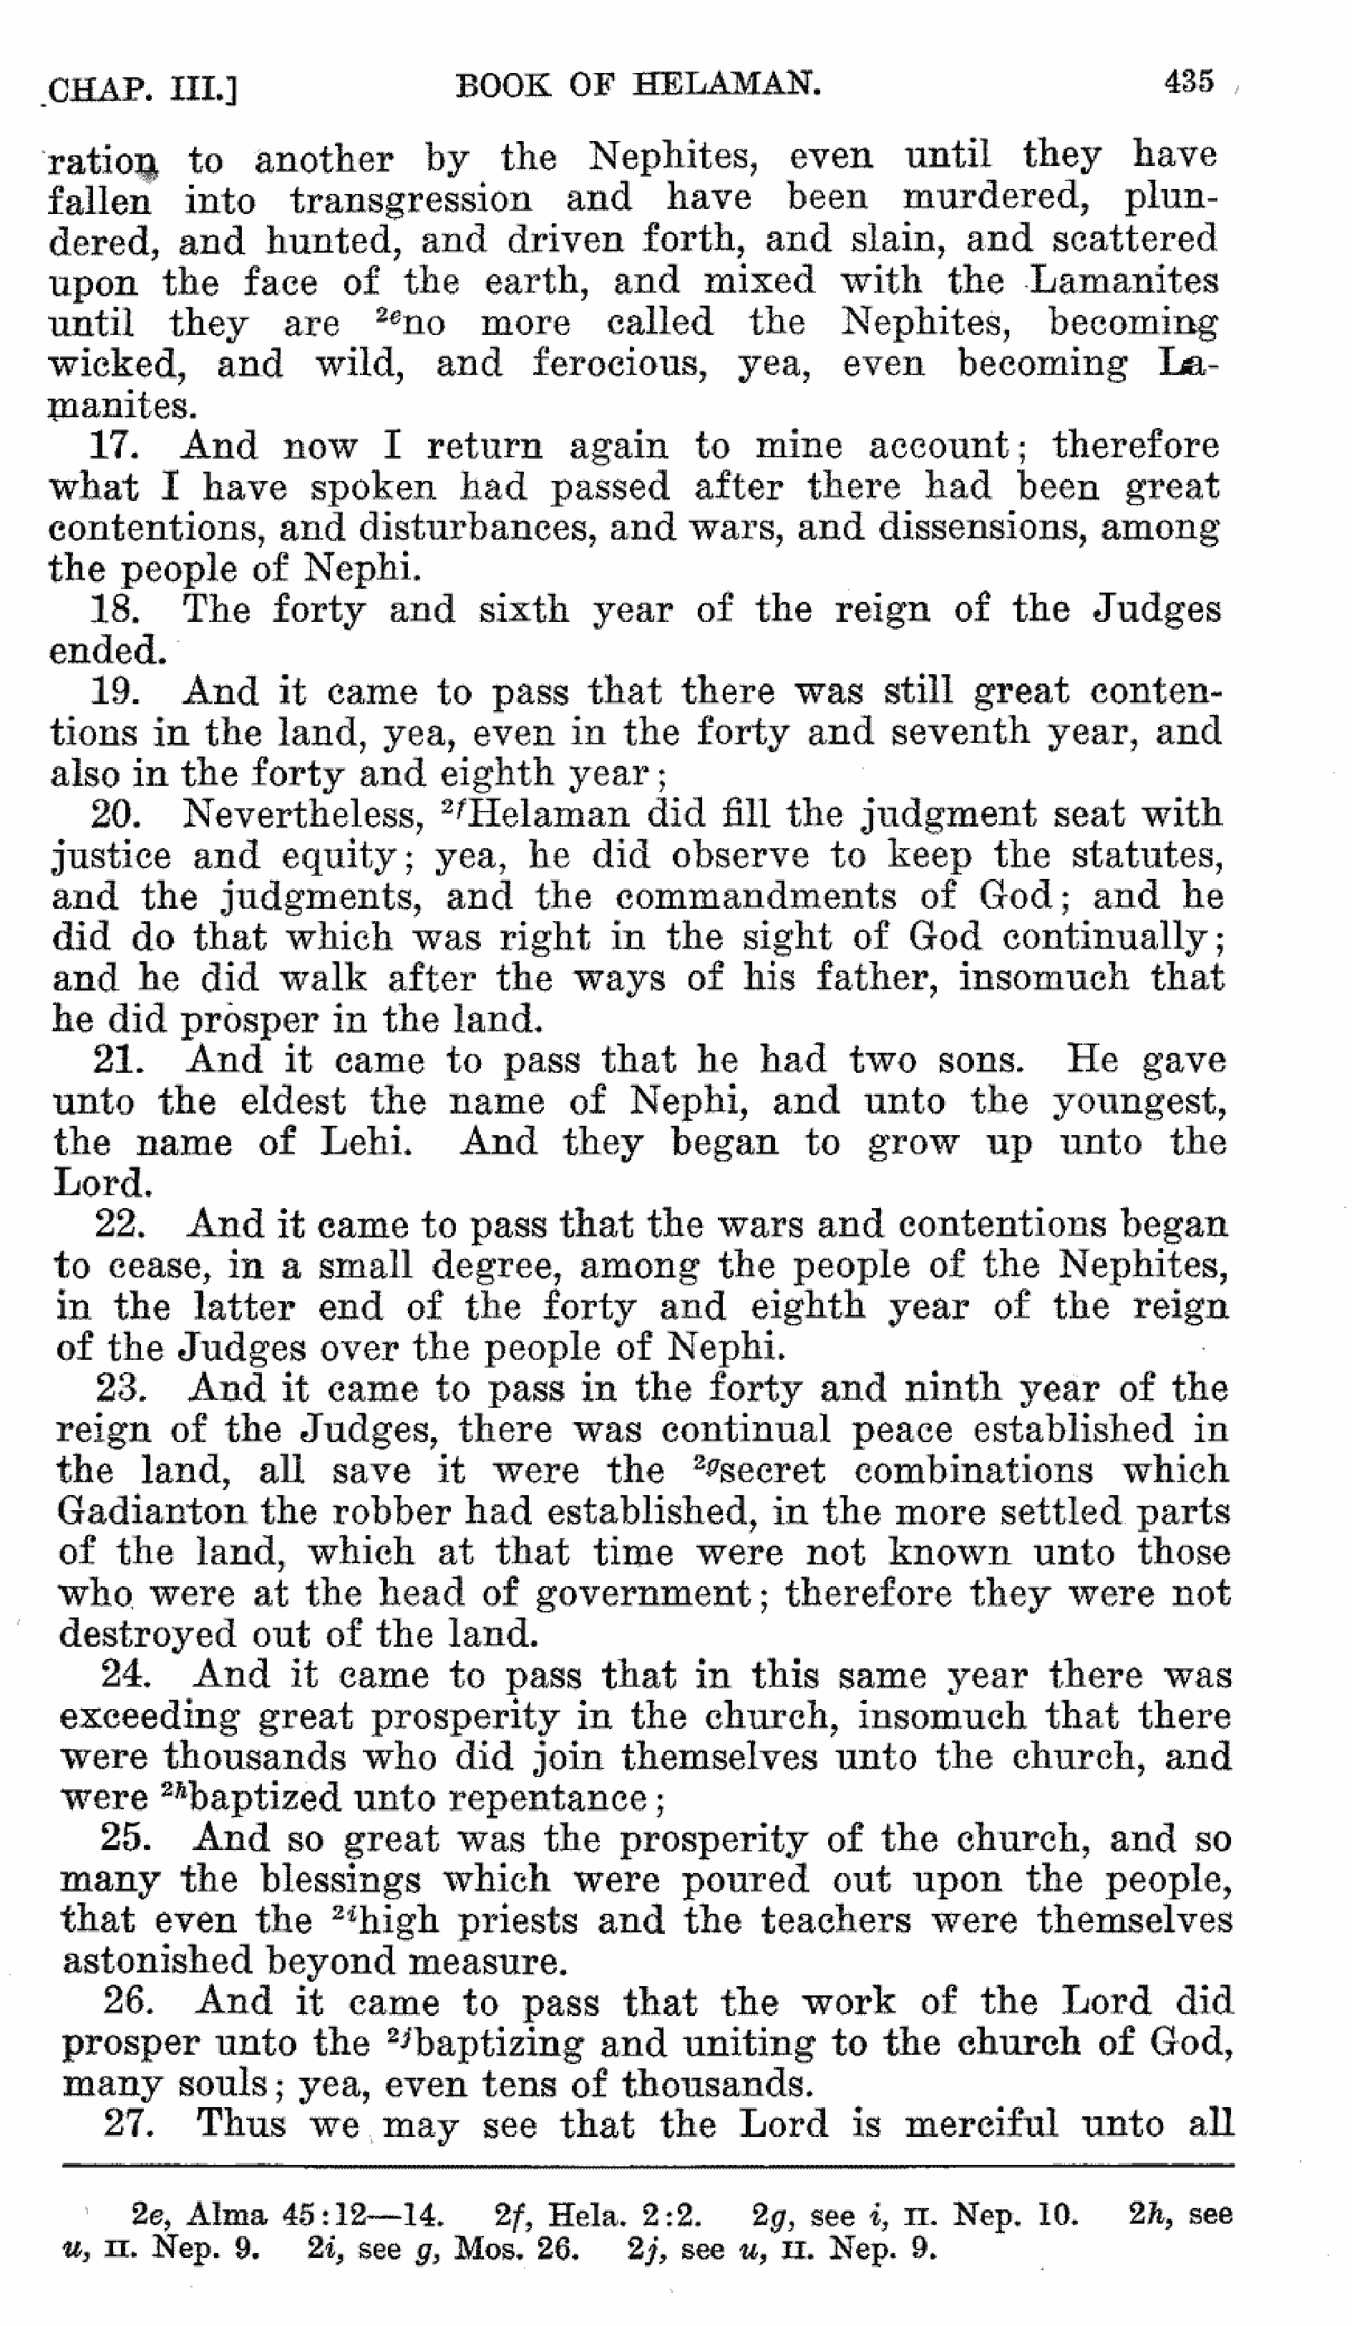 CHAP. III.] BOOK OF HELAMAN. 435
ration to another by the Nephites, even until they have
fallen into transgression and have been murdered, plun-
dered, and hunted, and driven forth, and slain, and scattered
upon the face of the earth, and mixed with the Lamanites
until they are 2eno more called the Nephites, becoming
wicked, and wild, and ferocious, yea, even becoming La-
manites.
17. And now I return again to mine account; therefore
what I have spoken had passed after there had been great
contentions, and disturbances, and wars, and dissensions, among
the people of Nephi.
18. The forty and sixth year of the reign of the Judges
ended.
19. And it came to pass that there was still great conten-
tions in the land, yea, even in the forty and seventh year, and
also in the forty and eighth year;
20. Nevertheless, 2fHelaman did fill the judgment seat with
justice and equity; yea, he did observe to keep the statutes,
and the judgments, and the commandments of God; and he
did do that which was right in the sight of God continually;
and he did walk after the ways of his father, insomuch that
he did prosper in the land.
21. And it came to pass that he had two sons. He gave
unto the eldest the name of Nephi, and unto the youngest,
the name of Lehi. And they began to grow up unto the
Lord.
22. And it came to pass that the wars and contentions began
to cease, in a small degree, among the people of the Nephites,
in the latter end of the forty and eighth year of the reign
of the Judges over the people of Nephi.
23. And it came to pass in the forty and ninth year of the
reign of the Judges, there was continual peace established in
the land, all save it were the 2gsecret combinations which
Gadianton the robber had established, in the more settled parts
of the land, which at that time were not known unto those
who were at the head of government; therefore they were not
destroyed out of the land.
24. And it came to pass that in this same year there was
exceeding great prosperity in the church, insomuch that there
were thousands who did join themselves unto the church, and
were 2hbaptized unto repentance;
25. And so great was the prosperity of the church, and so
many the blessings which were poured out upon the people,
that even the 2ihigh priests and the teachers were themselves
astonished beyond measure.
26. And it came to pass that the work of the Lord did
prosper unto the 2jbaptizing and uniting to the church of God,
many souls; yea, even tens of thousands.
27. Thus we may see that the Lord is merciful unto all
2e, Alma 45:12—14. 2f, Hela. 2:2. 2g, see i, II. Nep. 10. 2h, see
u, II. Nep. 9. 2i, see g, Mos. 26. 2j, see u, II. Nep. 9.